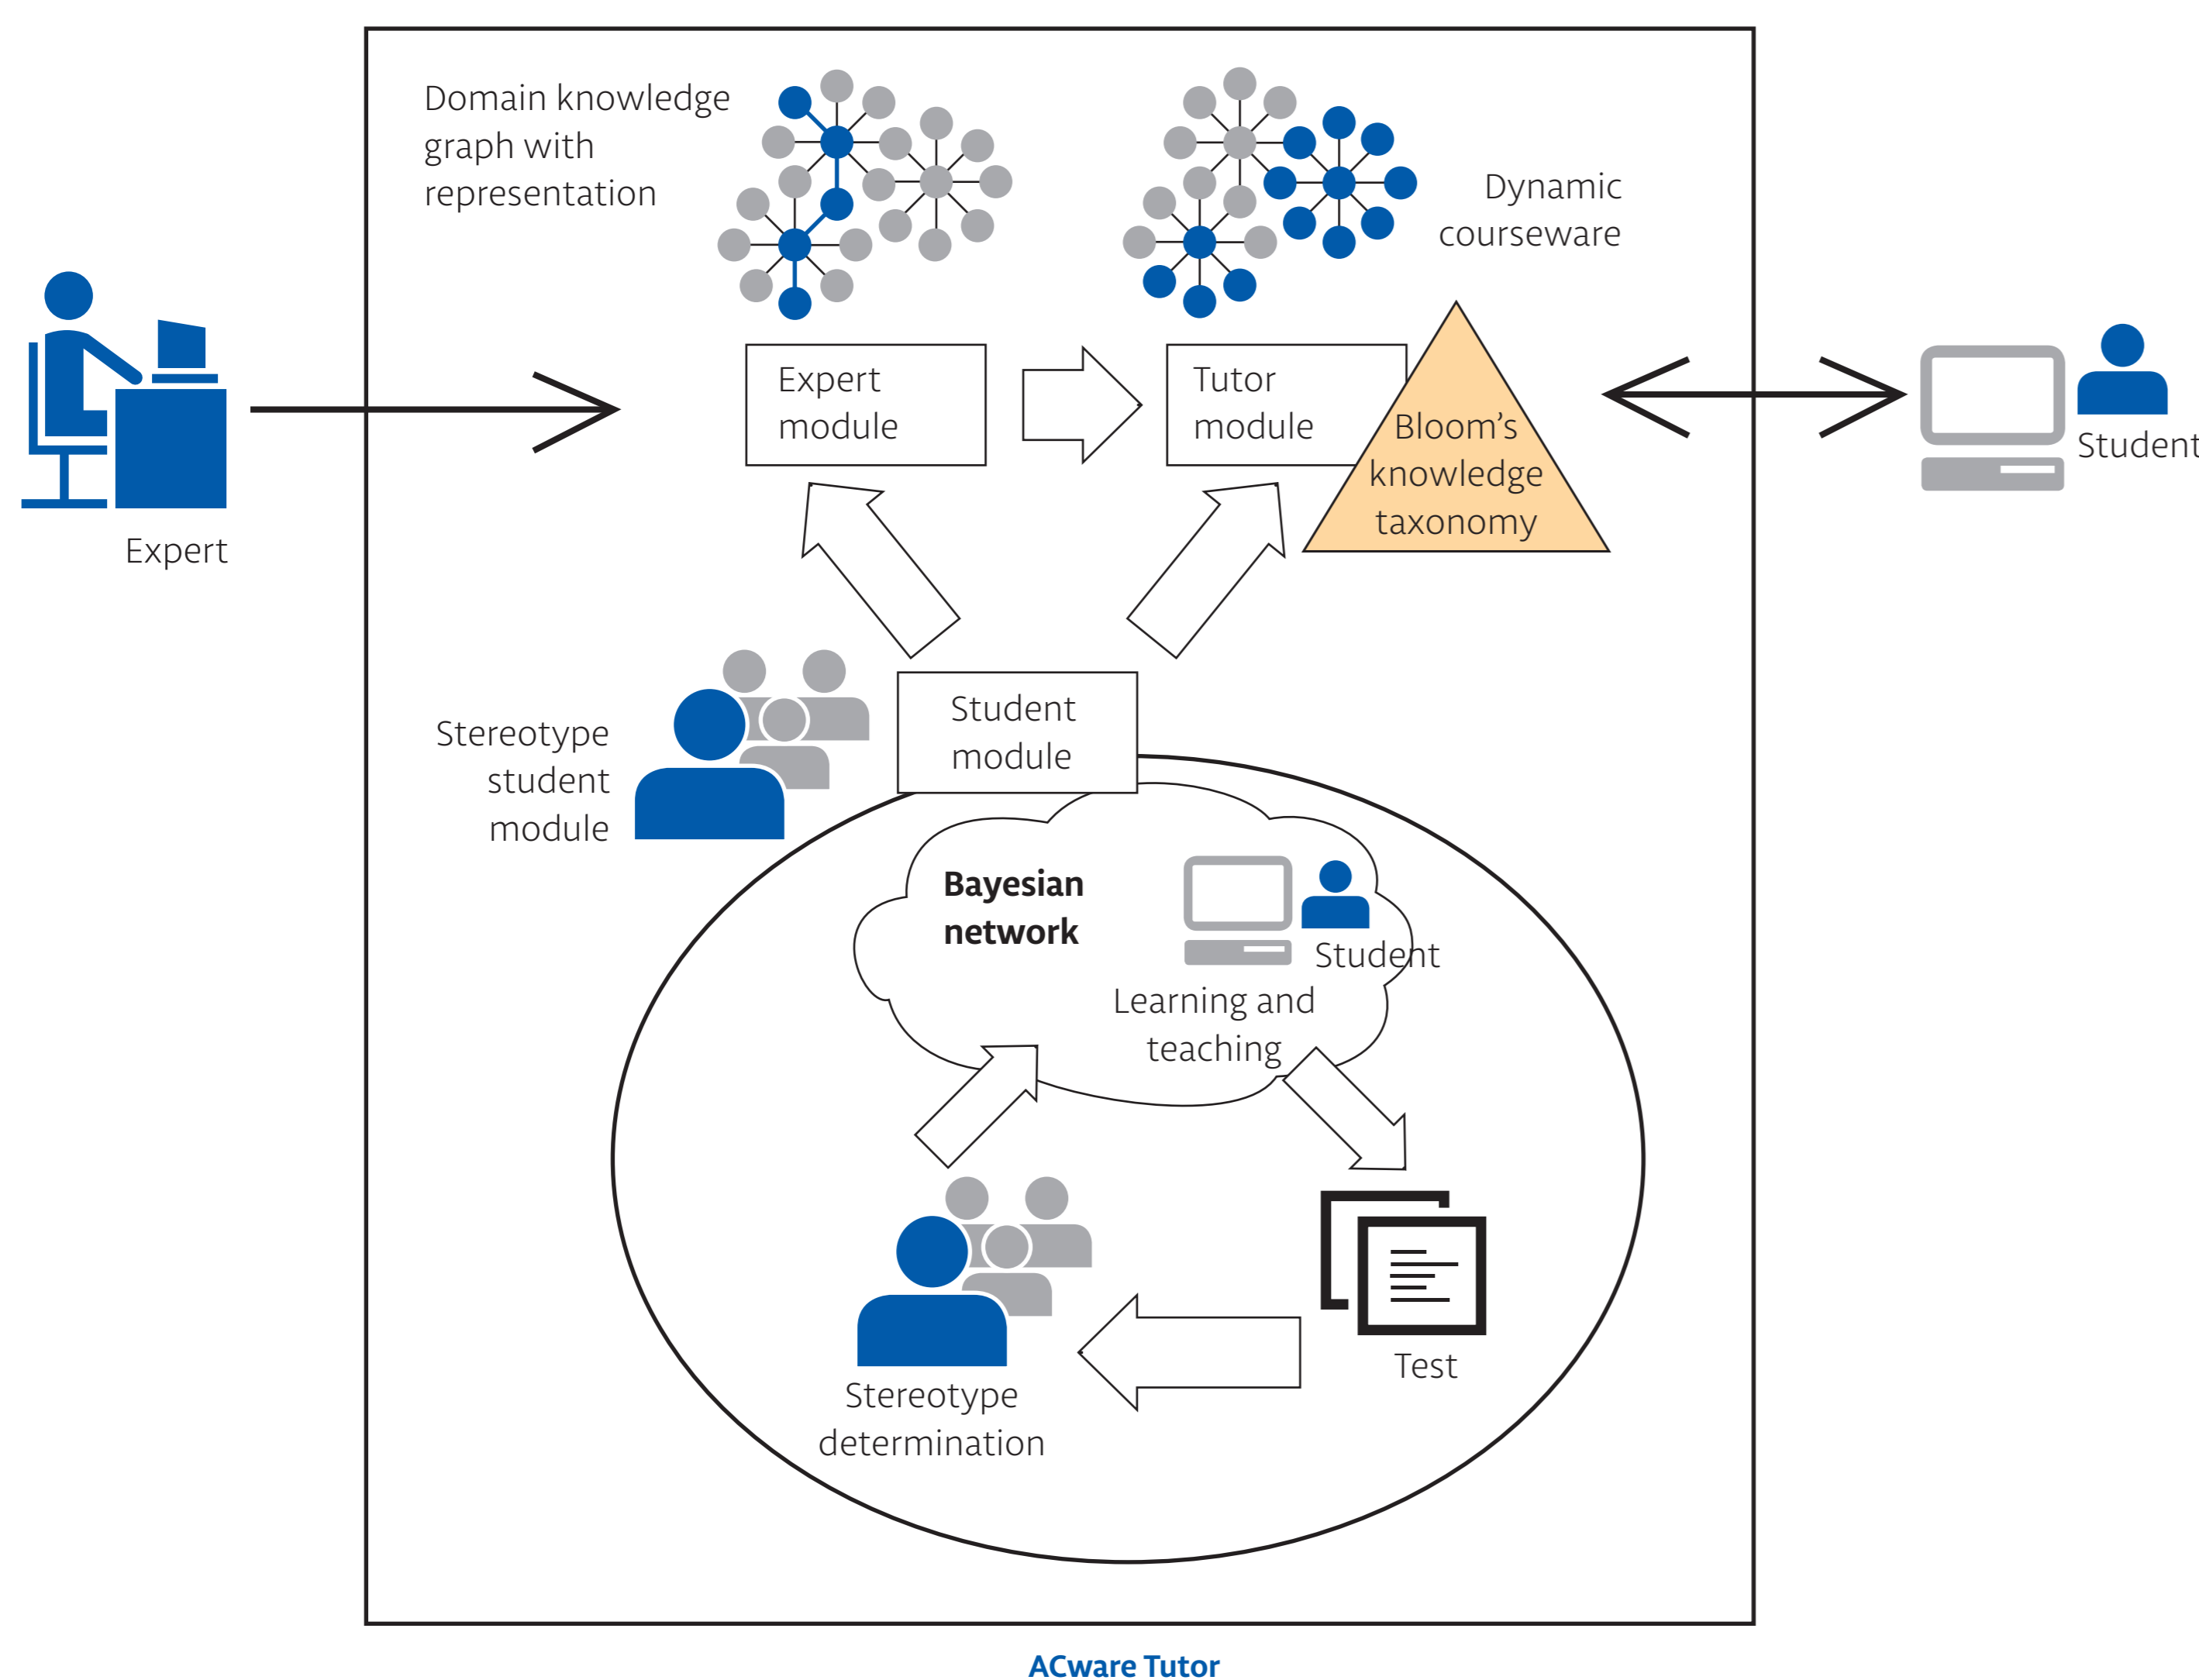 Domain knowledge
graph with
representation
Dynamic
courseware
Expert
module
Tutor
module
Bloom’s
knowledge
taxonomy
Student
Expert
Student
module
Stereotype
student
module
Bayesian
network
Student
Learning and
teaching
Test
Stereotype
determination
ACware Tutor